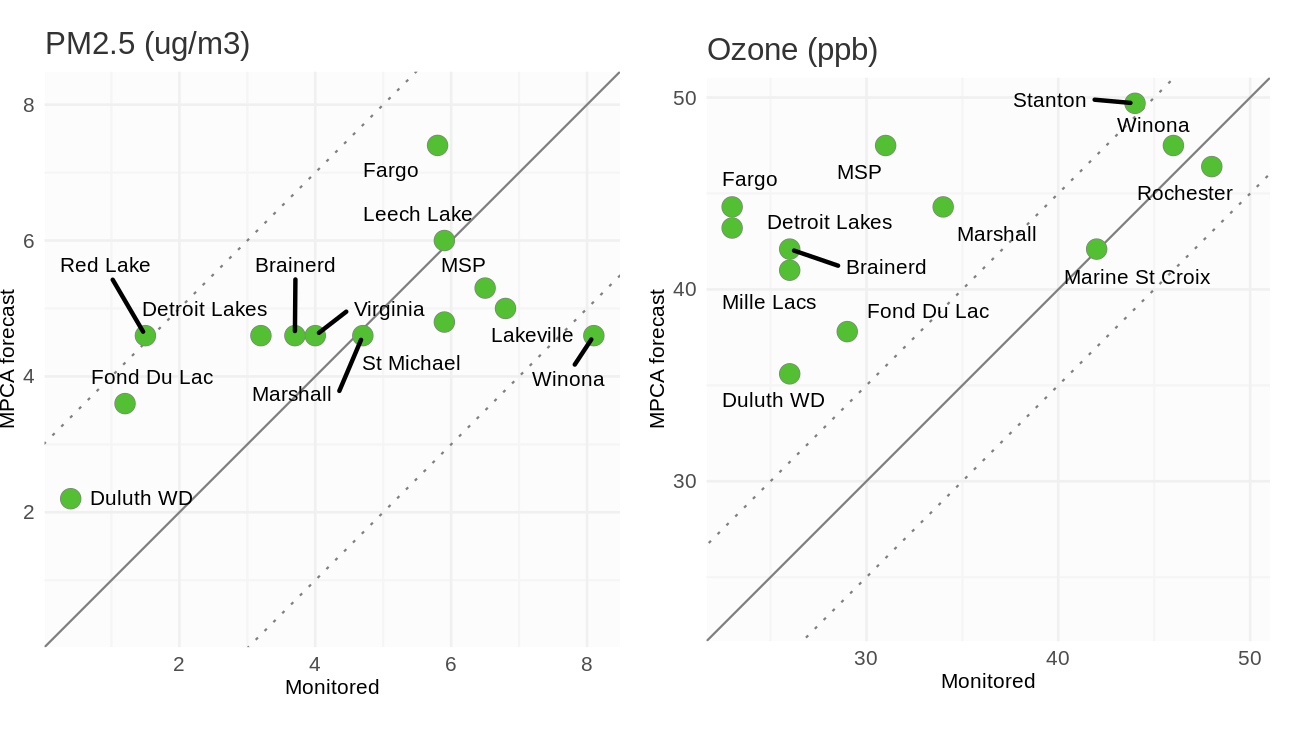 PM2.5 (ug/m3)
8
6
4
2
MPCA forecast
Fargo
Leech Lake
Red Lake
Brainerd
MSP
Detroit Lakes
Virginia
Lakeville
St Michael
Fond Du Lac
Winona
Marshall
Duluth WD
2
4
6
8
Monitored
Ozone (ppb)
50
40
30
MPCA forecast
Stanton
Winona
MSP
Fargo
Rochester
Detroit Lakes
Marshall
Brainerd
Marine St Croix
Mille Lacs
Fond Du Lac
Duluth WD
30
40
50
Monitored